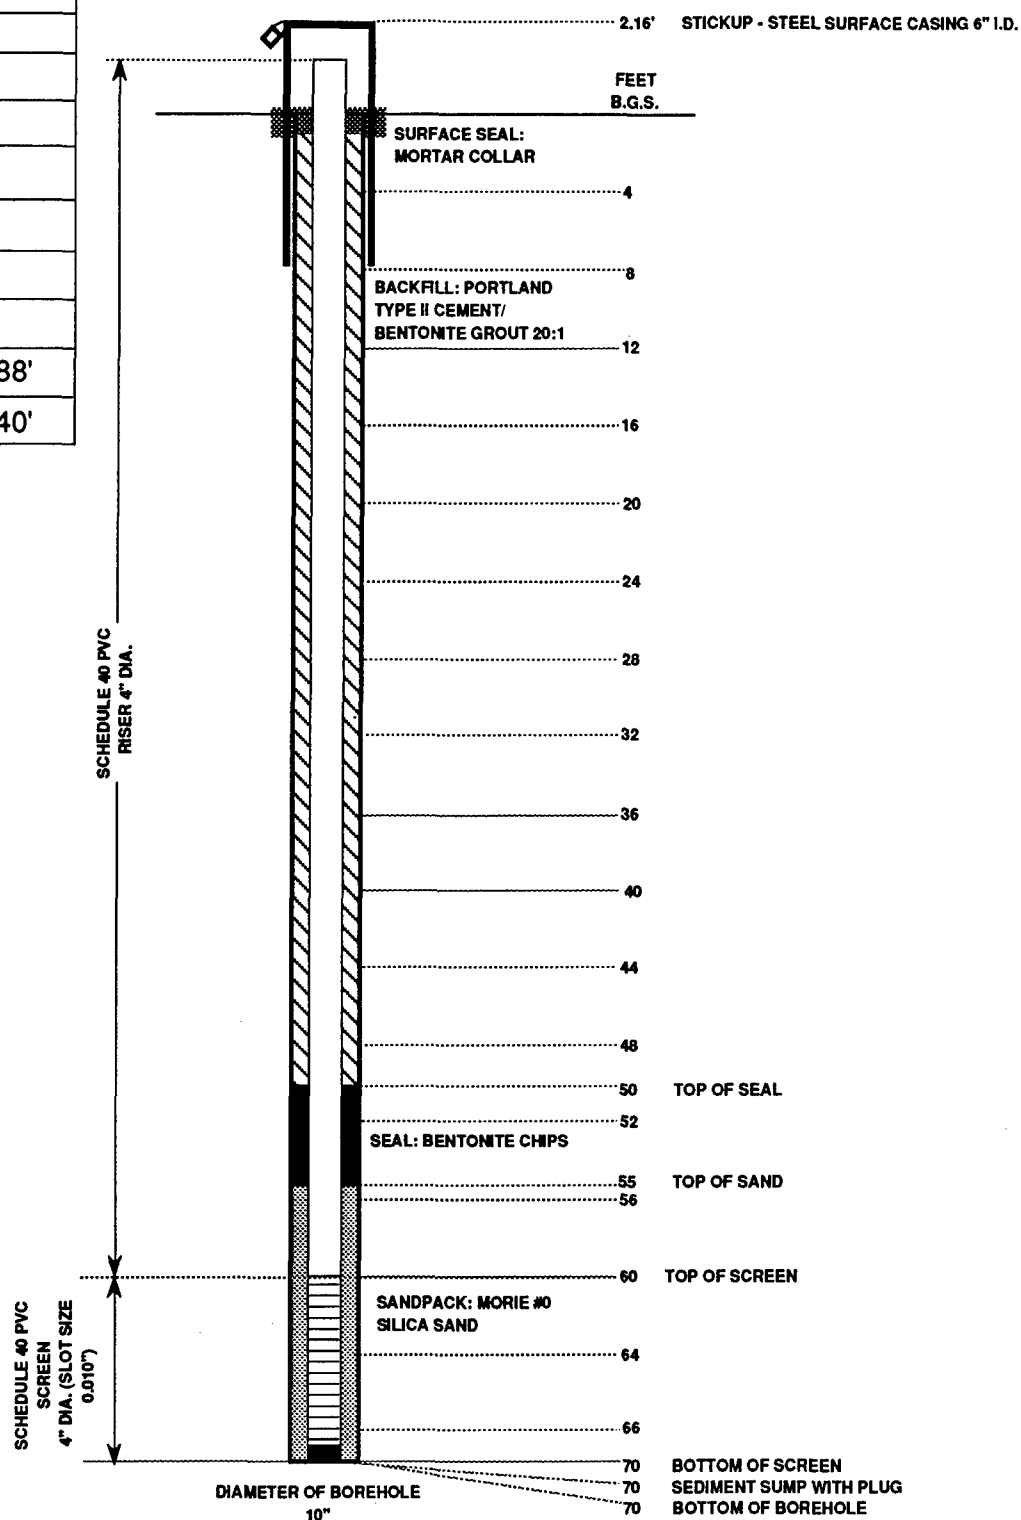 2.16' STICKUP - STEEL SURFACE CASING 6" I.D.
FEET
B.G.S.
SURFACE SEAL:
MORTAR COLLAR
4
8
BACKFILL: PORTLAND
TYPE II CEMENT/
BENTONITE GROUT 20:1
12
38'
40'
16
20
24
28
SCHEDULE 40 PVC
RISER 4" DIA.
32
36
40
44
48
50 TOP OF SEAL
52
SEAL: BENTONITE CHIPS
55 TOP OF SAND
56
60 TOP OF SCREEN
SANDPACK: MORIE #0
SILICA SAND
SCHEDULE 40 PVC
SCREEN
4" DIA. (SLOT SIZE
0.010")
64
66
70 BOTTOM OF SCREEN
70 SEDIMENT SUMP WITH PLUG
70 BOTTOM OF BOREHOLE
DIAMETER OF BOREHOLE
10"